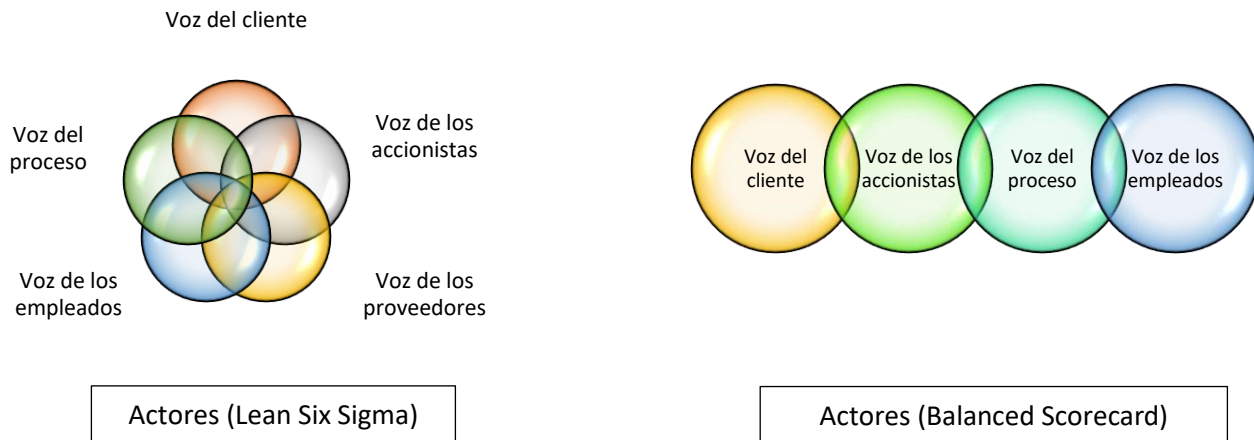 Voz del cliente
Voz del
proceso
Voz de los
accionistas
Voz de los
empleados
Voz de los
proveedores
Actores (Lean Six Sigma)
Voz del
cliente
Voz de los
accionistas
Voz del
proceso
Voz de los
empleados
Actores (Balanced Scorecard)